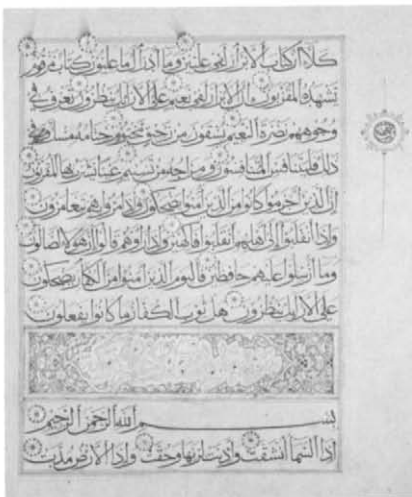 كلا ان كتاب الابرار لفي عليين وما ادراك ما عليون كتاب مرقوم
يشهده المقربون ان الابرار لفي نعيم على الارائك ينظرون تعرف في
وجوههم نضرة النعيم يسقون من رحيق مختوم ختامه مسك وفي
ذلك فليتنافس المتنافسون ومزاجه من تسنيم عينا يشرب بها المقربون
ان الذين اجرموا كانوا من الذين امنوا يضحكون واذا مروا بهم يتغامزون
واذا انقلبوا الى اهلهم انقلبوا فاكهين واذا راوهم قالوا ان هولاء لضالون
وما ارسلوا عليهم حافظين فاليوم الذين امنوا من الكفار يضحكون
على الارائك ينظرون هل ثوب الكفار ما كانوا يفعلون
بسم الله الرحمن الرحيم
اذا السماء انشقت واذنت لربها وحقت واذا الارض مدت